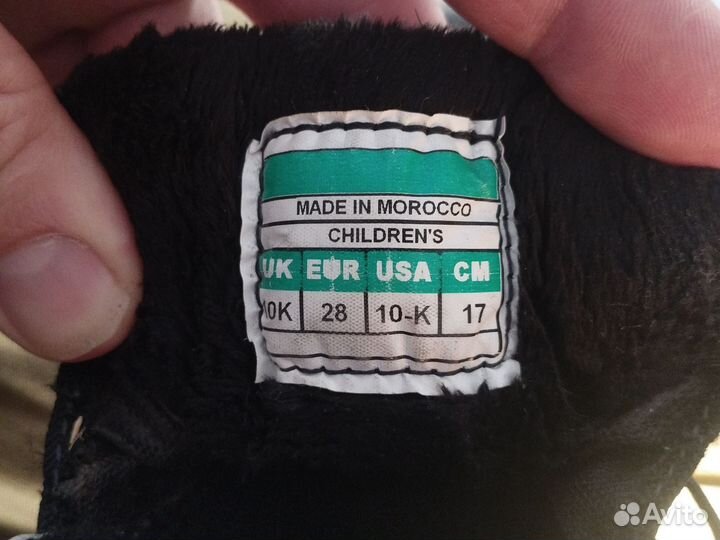 MADE IN MOROCCO
CHILDREN'S
UK EUR USA CM
10K 28 10-K 17
Avito